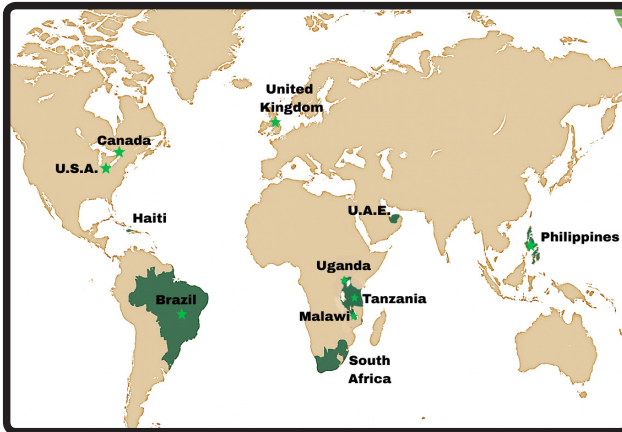 United
Kingdom
Canada
U.S.A.
Haiti
U.A.E.
Philippines
Uganda
Brazil
Tanzania
Malawi
South
Africa